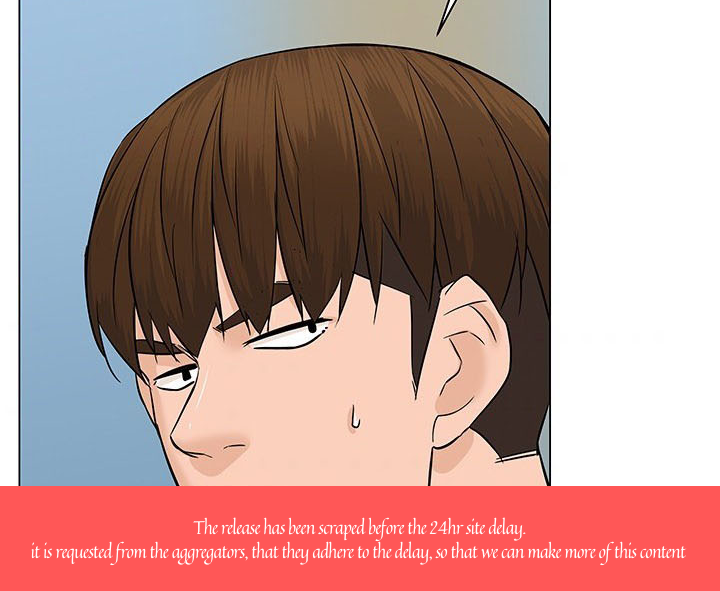 The release has been scraped before the 24hr site delay.
it is requested from the aggregators, that they adhere to the delay, so that we can make more of this content